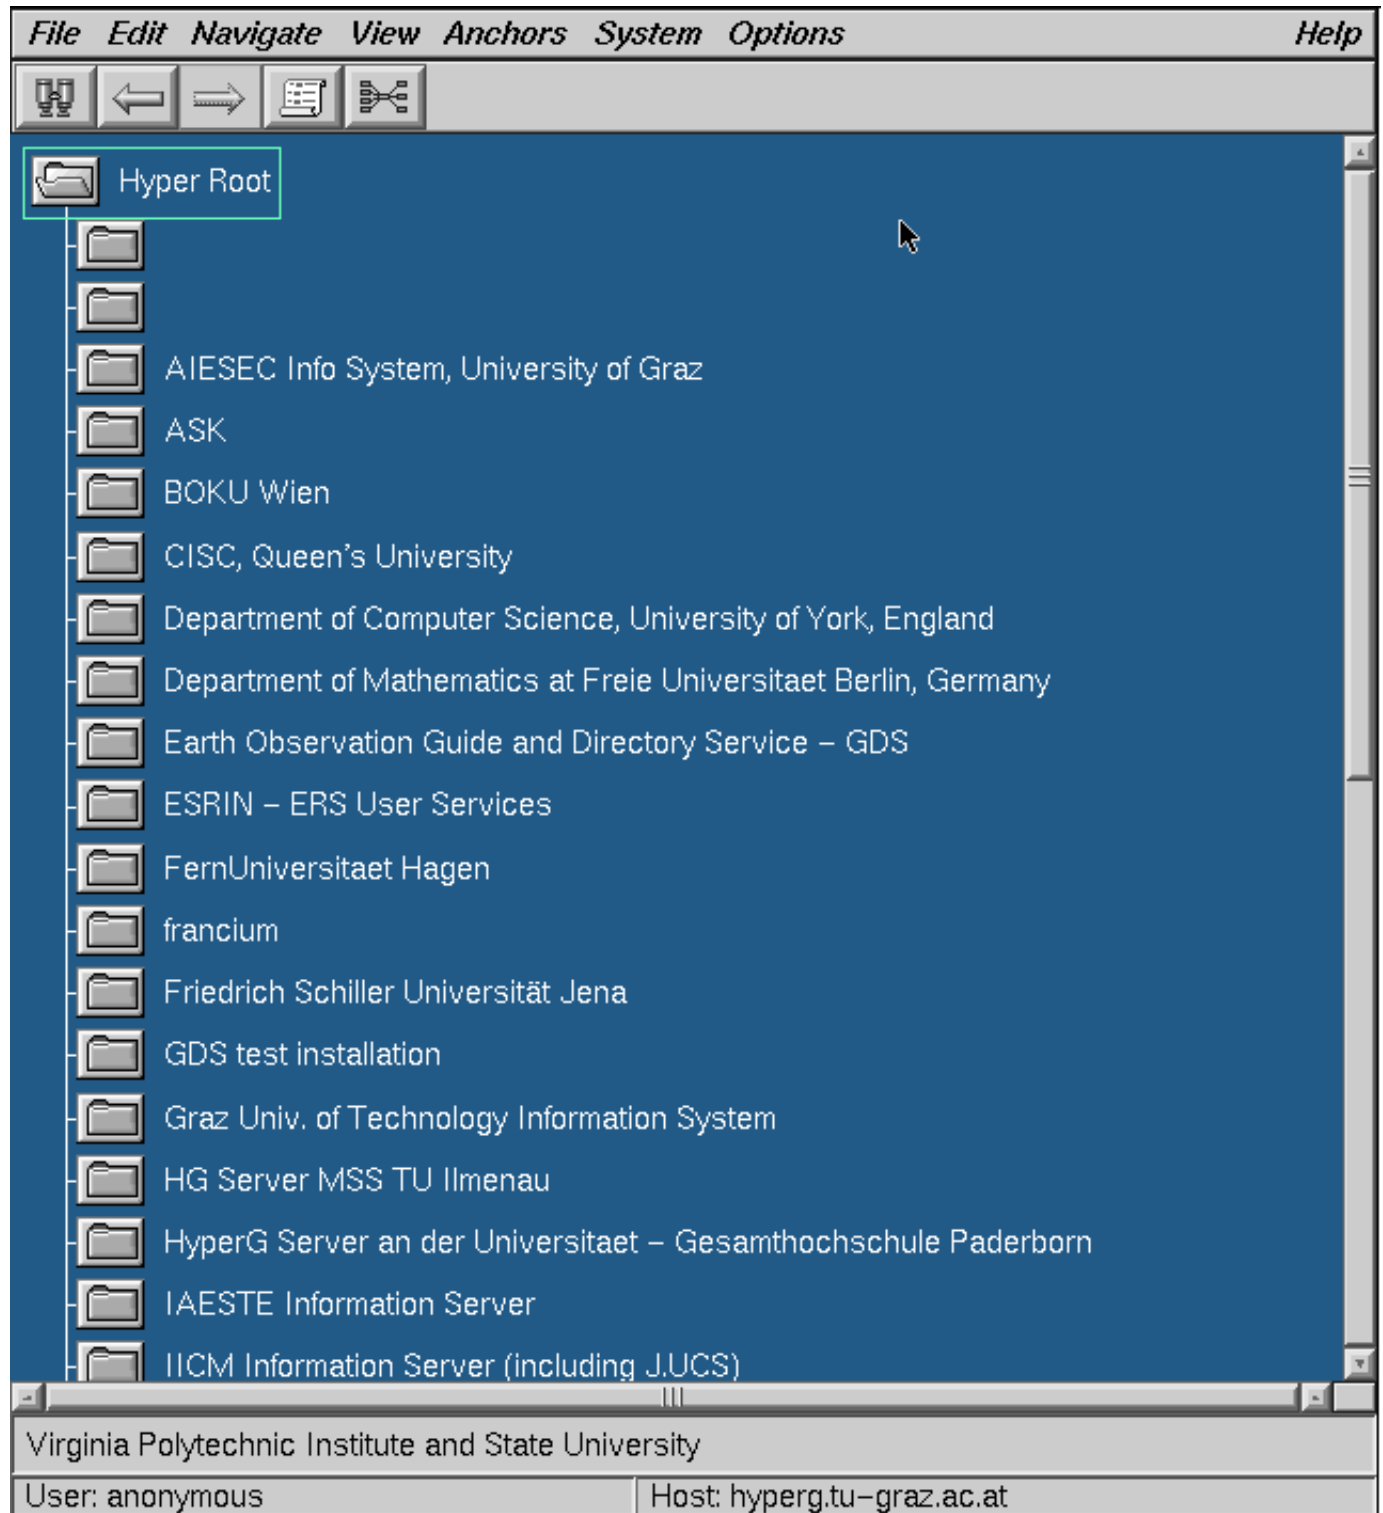 File Edit Navigate View Anchors System Options Help
Hyper Root
AIESEC Info System, University of Graz
ASK
BOKU Wien
CISC, Queen's University
Department of Computer Science, University of York, England
Department of Mathematics at Freie Universitaet Berlin, Germany
Earth Observation Guide and Directory Service – GDS
ESRIN – ERS User Services
FernUniversitaet Hagen
francium
Friedrich Schiller Universität Jena
GDS test installation
Graz Univ. of Technology Information System
HG Server MSS TU Ilmenau
HyperG Server an der Universitaet – Gesamthochschule Paderborn
IAESTE Information Server
IICM Information Server (including J.UCS)
Virginia Polytechnic Institute and State University
User: anonymous Host: hyperg.tu–graz.ac.at